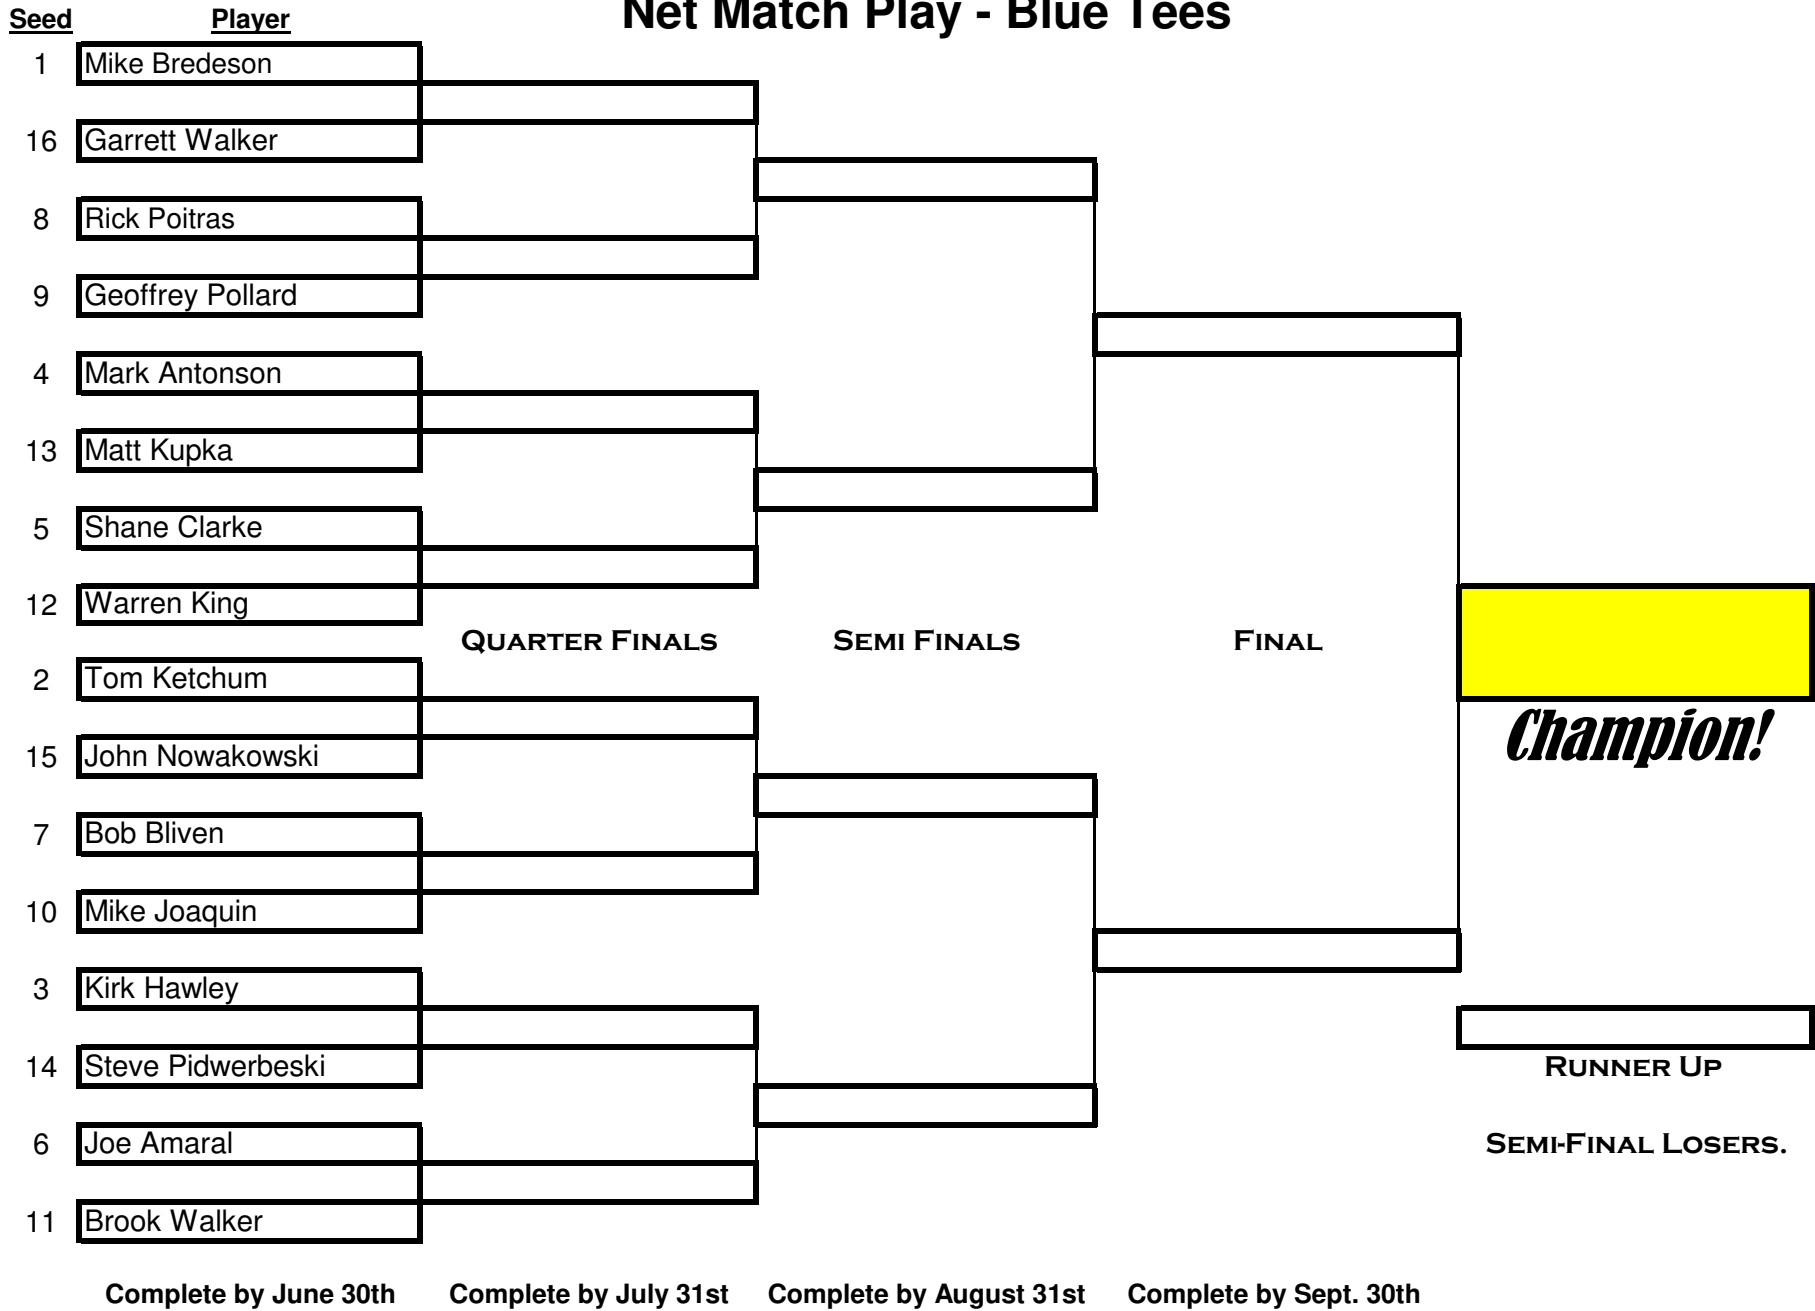 Net Match Play - Blue Tees
Seed Player
1 Mike Bredeson
16 Garrett Walker
8 Rick Poitras
9 Geoffrey Pollard
4 Mark Antonson
13 Matt Kupka
5 Shane Clarke
12 Warren King
QUARTER FINALS SEMI FINALS FINAL
2 Tom Ketchum
Champion!
15 John Nowakowski
7 Bob Bliven
10 Mike Joaquin
3 Kirk Hawley
14 Steve Pidwerbeski
RUNNER UP
6 Joe Amaral
SEMI-FINAL LOSERS.
11 Brook Walker
Complete by June 30th Complete by July 31st Complete by August 31st Complete by Sept. 30th